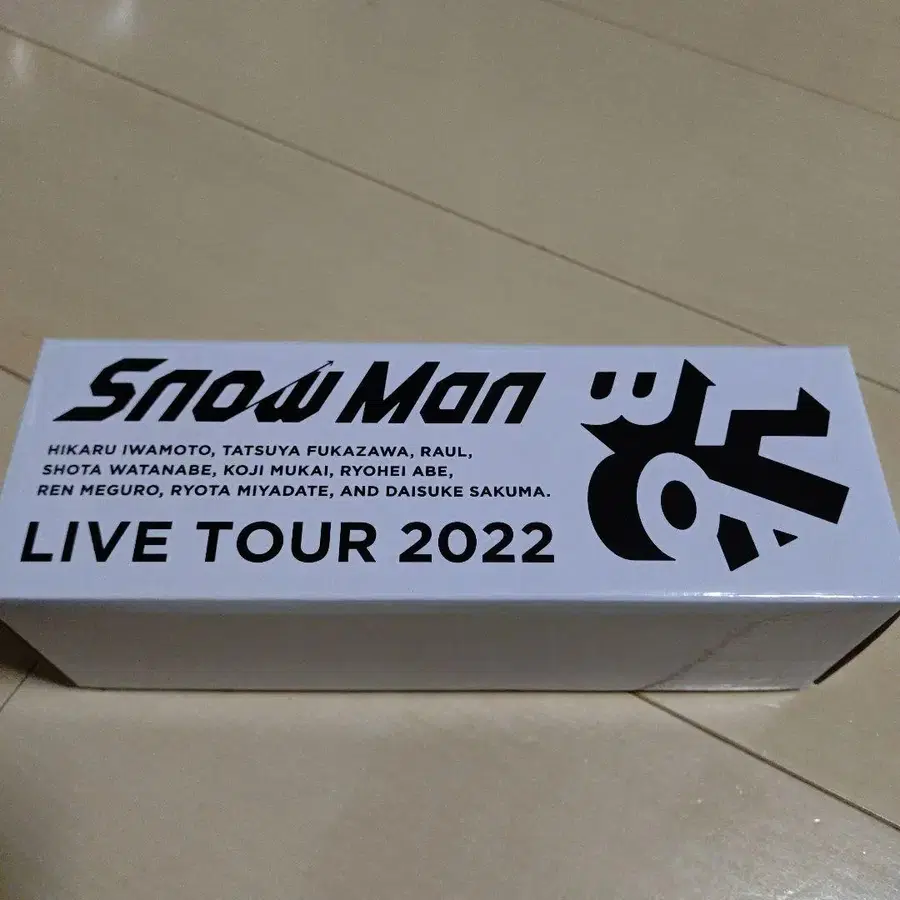 Snow Man
HIKARU IWAMOTO, TATSUYA FUKAZAWA, RAUL,
SHOTA WATANABE, KOJI MUKAI, RYOHEI ABE,
REN MEGURO, RYOTA MIYADATE, AND DAISUKE SAKUMA.
LIVE TOUR 2022